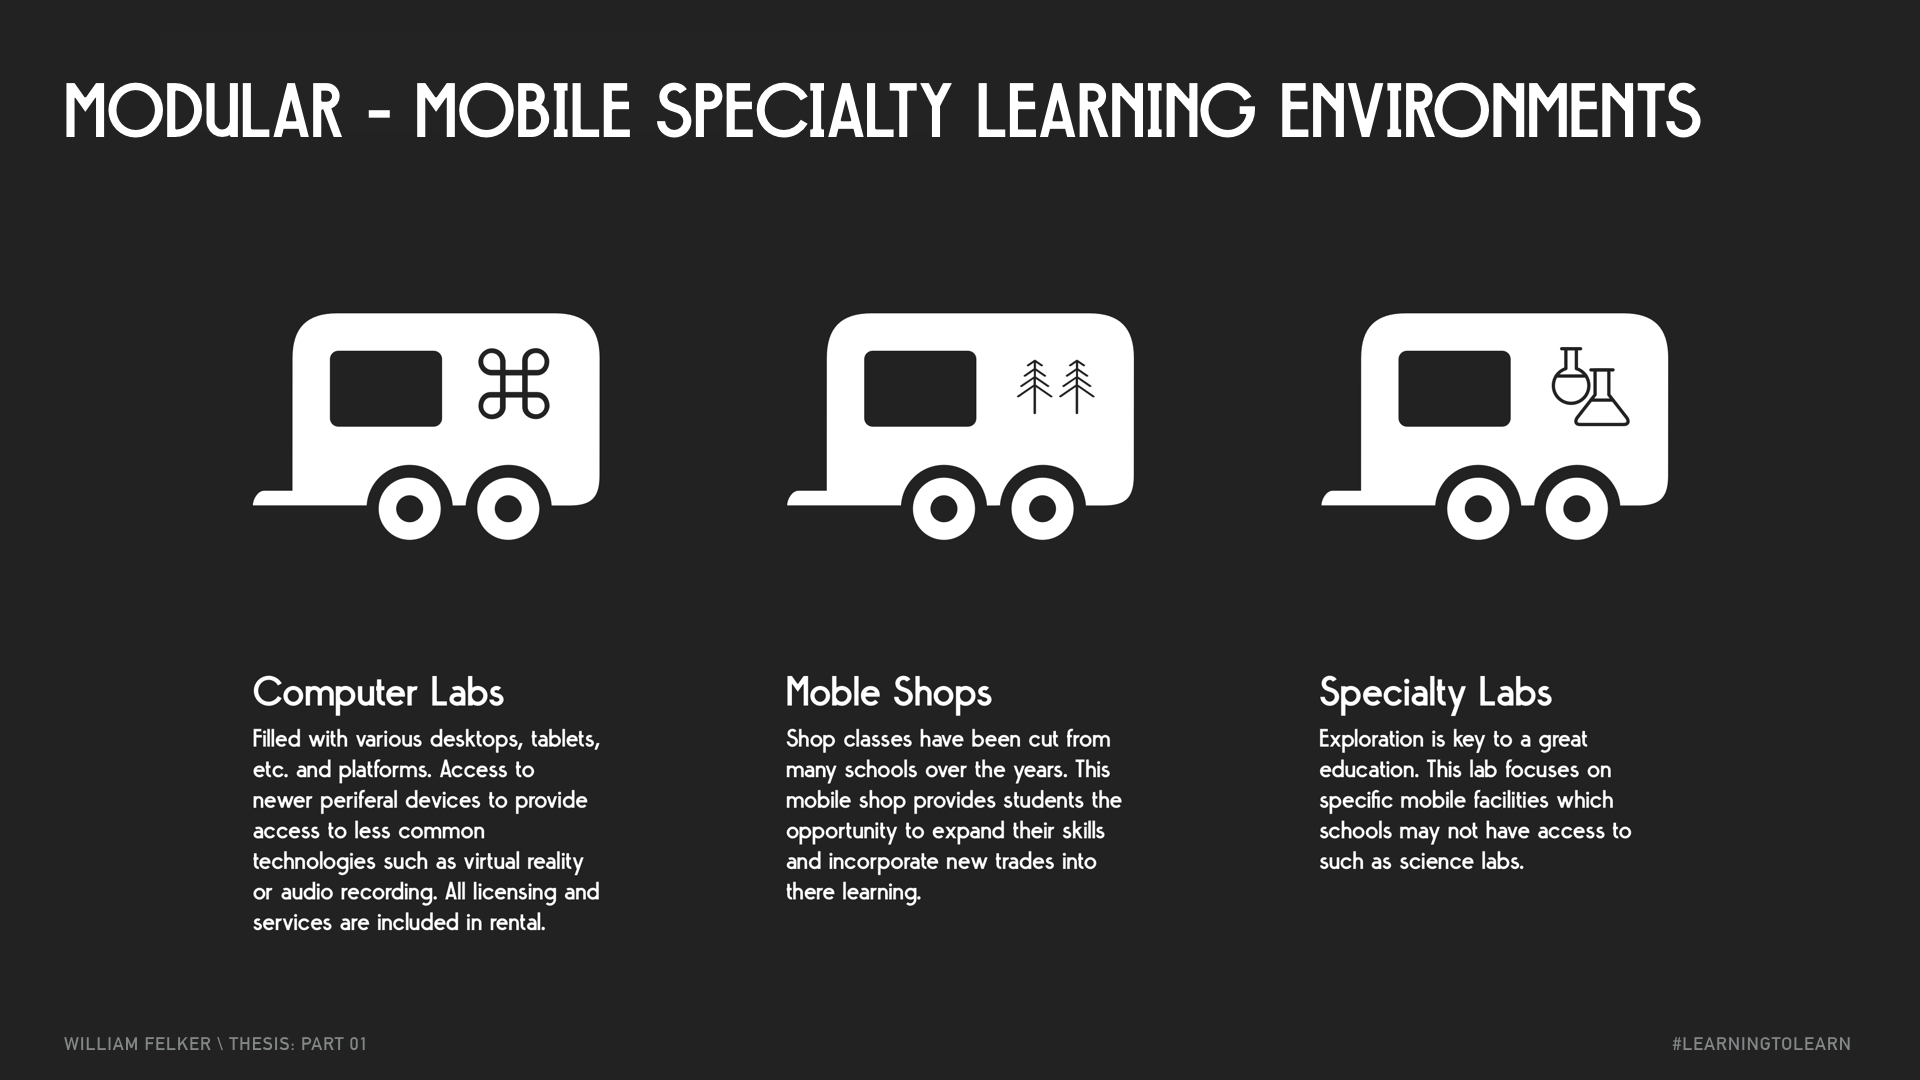 MODULAR - MOBILE SPECIALTY LEARNING ENVIRONMENTS
Computer Labs
Filled with various desktops, tablets,
etc. and platforms. Access to
newer periferal devices to provide
access to less common
technologies such as virtual reality
or audio recording. All licensing and
services are included in rental.
Moble Shops
Shop classes have been cut from
many schools over the years. This
mobile shop provides students the
opportunity to expand their skills
and incorporate new trades into
there learning.
Specialty Labs
Exploration is key to a great
education. This lab focuses on
specific mobile facilities which
schools may not have access to
such as science labs.
WILLIAM FELKER \ THESIS: PART 01
#LEARNINGTOLEARN